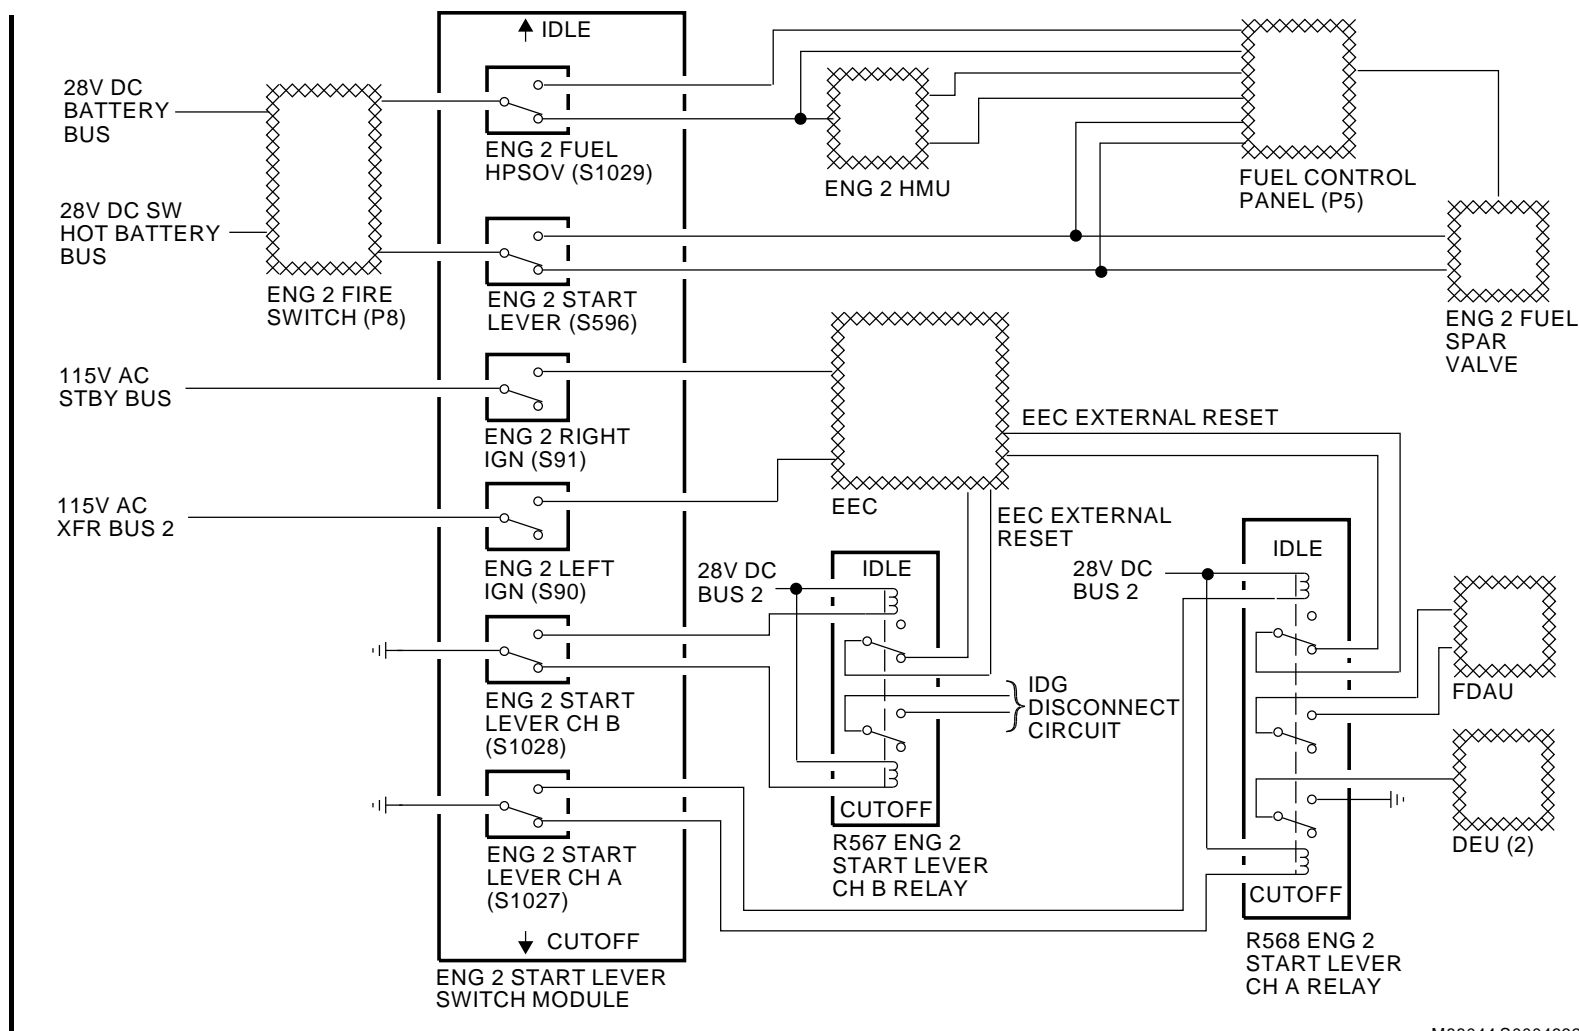 IDLE
28V DC
BATTERY
BUS
28V DC SW
HOT BATTERY
BUS
ENG 2 FIRE
SWITCH (P8)
115V AC
STBY BUS
115V AC
XFR BUS 2
ENG 2 FUEL
HPSOV (S1029)
ENG 2 START
LEVER (S596)
ENG 2 RIGHT
IGN (S91)
ENG 2 LEFT
IGN (S90)
ENG 2 START
LEVER CH B
(S1028)
ENG 2 START
LEVER CH A
(S1027)
CUTOFF
ENG 2 START LEVER
SWITCH MODULE
ENG 2 HMU
FUEL CONTROL
PANEL (P5)
ENG 2 FUEL
SPAR
VALVE
EEC
EEC EXTERNAL RESET
EEC EXTERNAL
RESET
28V DC
BUS 2
IDLE
IDG
DISCONNECT
CIRCUIT
CUTOFF
R567 ENG 2
START LEVER
CH B RELAY
28V DC
BUS 2
IDLE
CUTOFF
R568 ENG 2
START LEVER
CH A RELAY
FDAU
DEU (2)